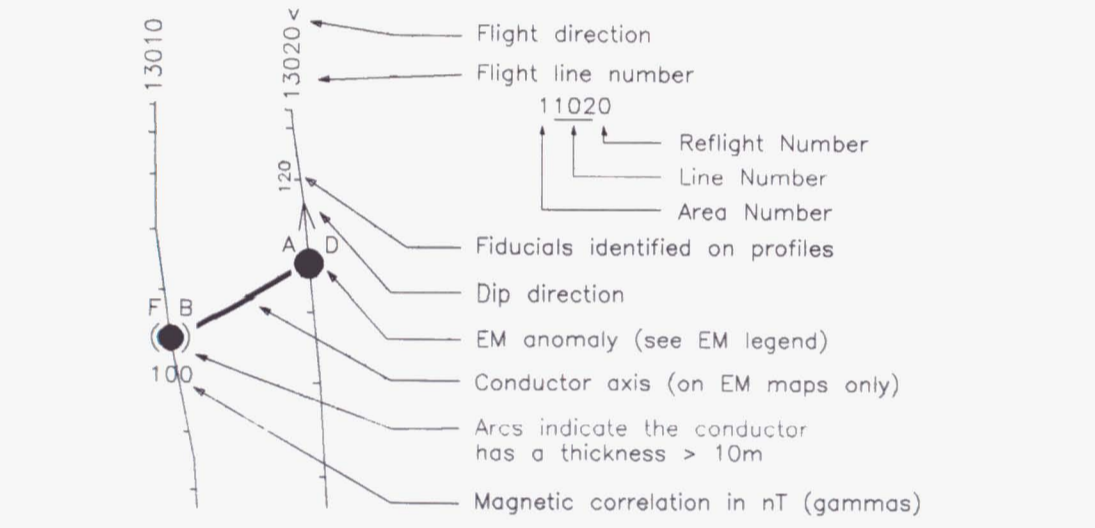 13010
13020 <
Flight direction
Flight line number
11020
Reflight Number
Line Number
Area Number
120
A D
Fiducials identified on profiles
Dip direction
F B
EM anomaly (see EM legend)
100
Conductor axis (on EM maps only)
Arcs indicate the conductor
has a thickness > 10m
Magnetic correlation in nT (gammas)